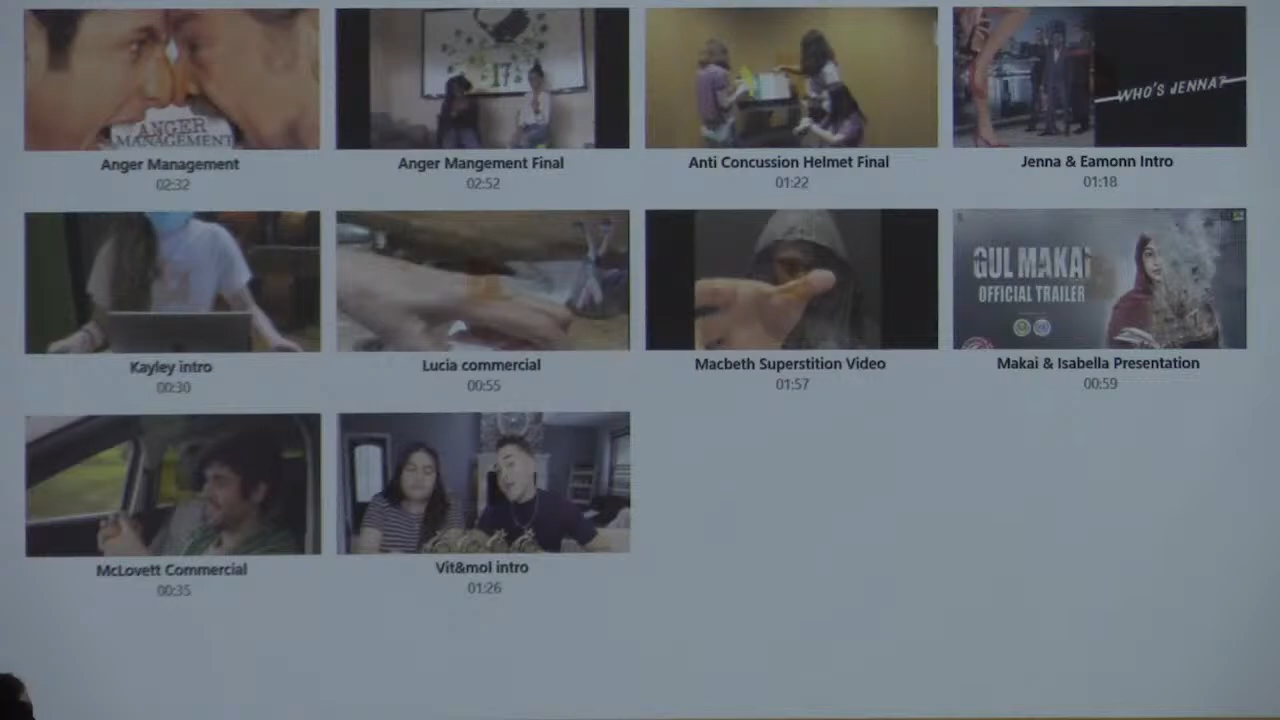 ANGER
MANAGEMENT
17
WHO'S JENNA?
Anger Management
02:32
Anger Mangement Final
02:52
Anti Concussion Helmet Final
01:22
Jenna & Eamonn Intro
01:18
GUL MAKAI
OFFICIAL TRAILER
Kayley intro
00:30
Lucia commercial
00:55
Macbeth Superstition Video
01:57
Makai & Isabella Presentation
00:59
McLovett Commercial
00:35
Vit&mol intro
01:26